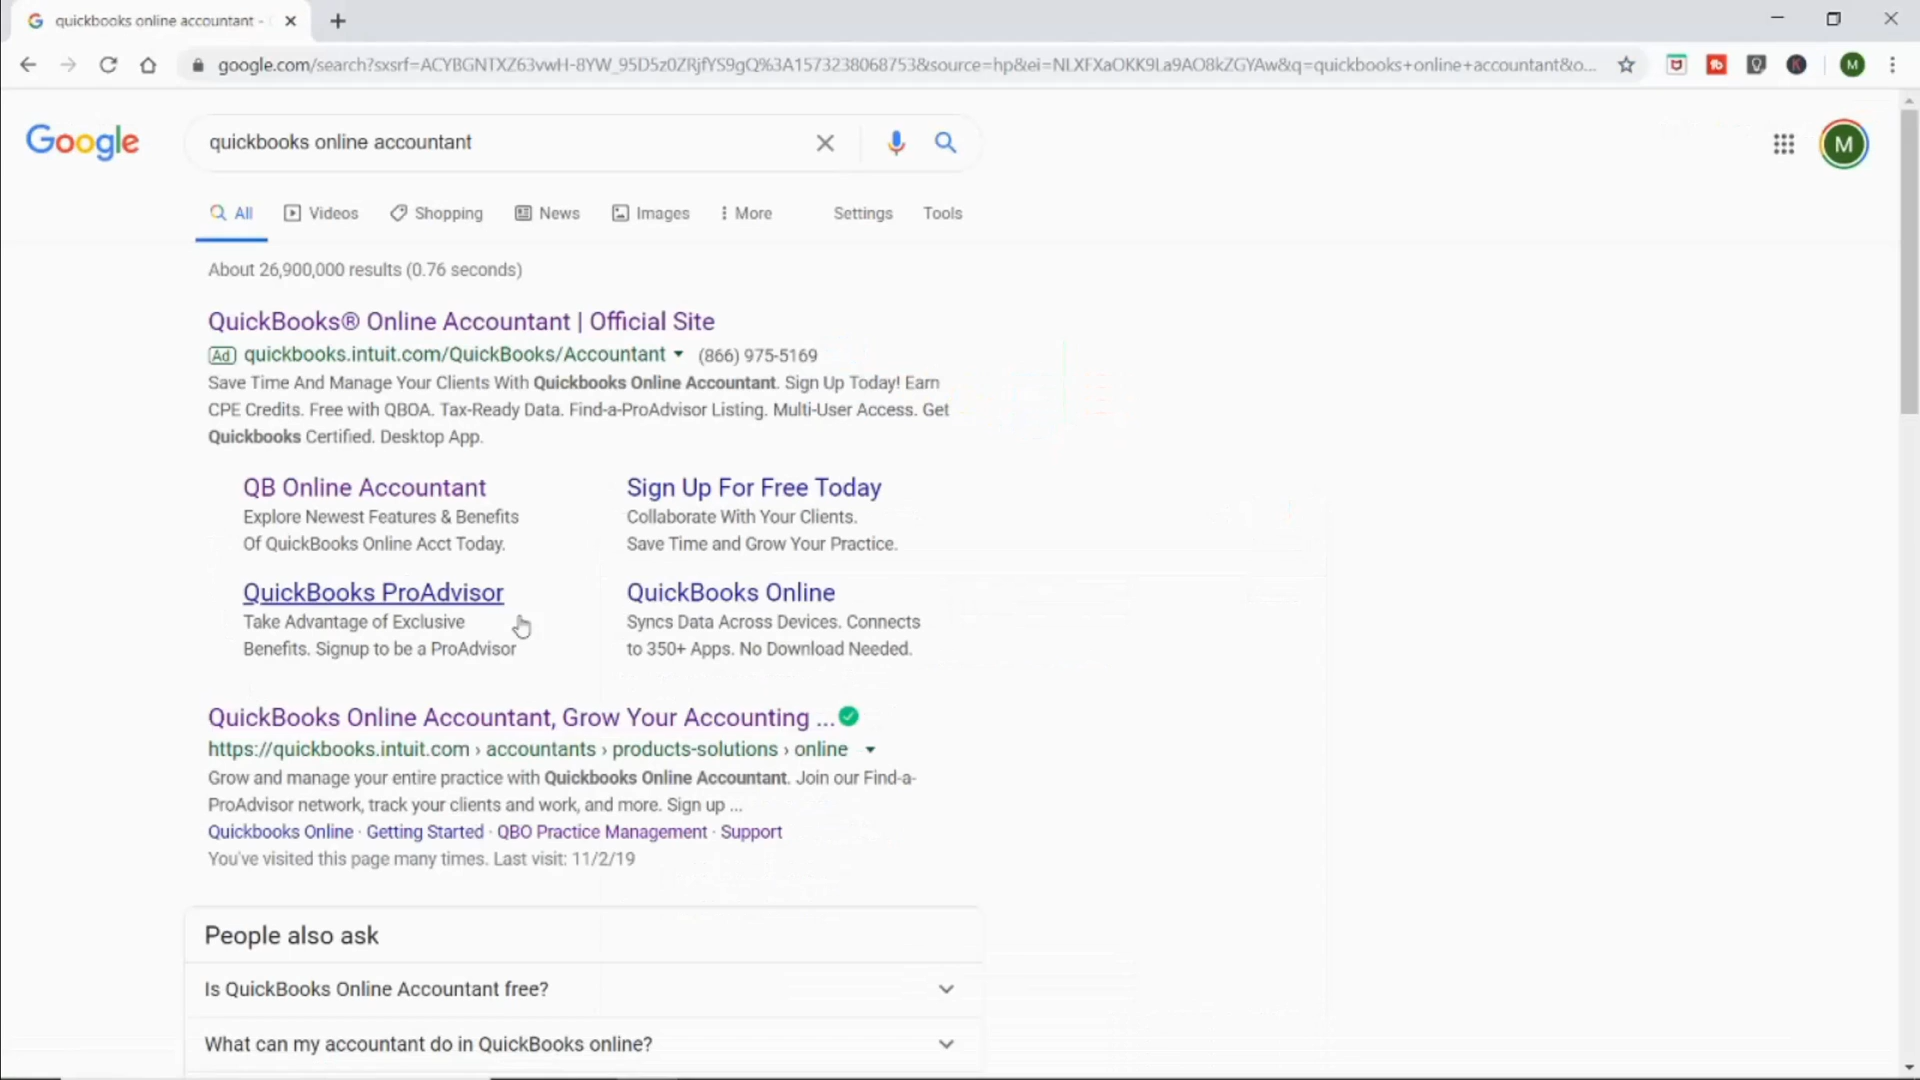 quickbooks online accountant -
google.com/search?sxsrf=ACYBGNTXZ63vwH-8YW_95D5z0ZRjfYS9gQ%3A1573238068753&source=hp&ei=NLXFXaOKK9La9AO8kZGYAw&q=quickbooks+online+accountant&o...
M
Google
quickbooks online accountant
M
All
Videos
Shopping
News
Images
More
Settings
Tools
About 26,900,000 results (0.76 seconds)
QuickBooks® Online Accountant | Official Site
Ad quickbooks.intuit.com/QuickBooks/Accountant (866) 975-5169
Save Time And Manage Your Clients With Quickbooks Online Accountant. Sign Up Today! Earn
CPE Credits. Free with QBOA. Tax-Ready Data. Find-a-ProAdvisor Listing. Multi-User Access. Get
Quickbooks Certified. Desktop App.
QB Online Accountant
Explore Newest Features & Benefits
Of QuickBooks Online Acct Today.
Sign Up For Free Today
Collaborate With Your Clients.
Save Time and Grow Your Practice.
QuickBooks ProAdvisor
Take Advantage of Exclusive
Benefits. Signup to be a ProAdvisor
QuickBooks Online
Syncs Data Across Devices. Connects
to 350+ Apps. No Download Needed.
QuickBooks Online Accountant, Grow Your Accounting ...
https://quickbooks.intuit.com › accountants › products-solutions › online
Grow and manage your entire practice with Quickbooks Online Accountant. Join our Find-a-
ProAdvisor network, track your clients and work, and more. Sign up ...
Quickbooks Online · Getting Started · QBO Practice Management · Support
You've visited this page many times. Last visit: 11/2/19
People also ask
Is QuickBooks Online Accountant free?
What can my accountant do in QuickBooks online?